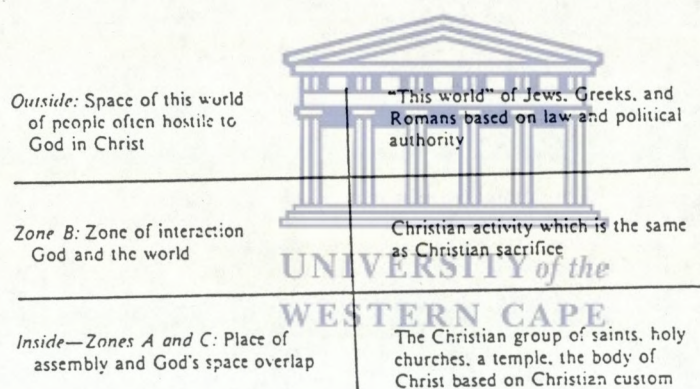 Outside: Space of this world
of people often hostile to
God in Christ
"This world" of Jews, Greeks, and
Romans based on law and political
authority
Zone B: Zone of interaction
God and the world
Christian activity which is the same
as Christian sacrifice
UNIVERSITY of the
WESTERN CAPE
Inside—Zones A and C: Place of
assembly and God's space overlap
The Christian group of saints, holy
churches, a temple, the body of
Christ based on Christian custom